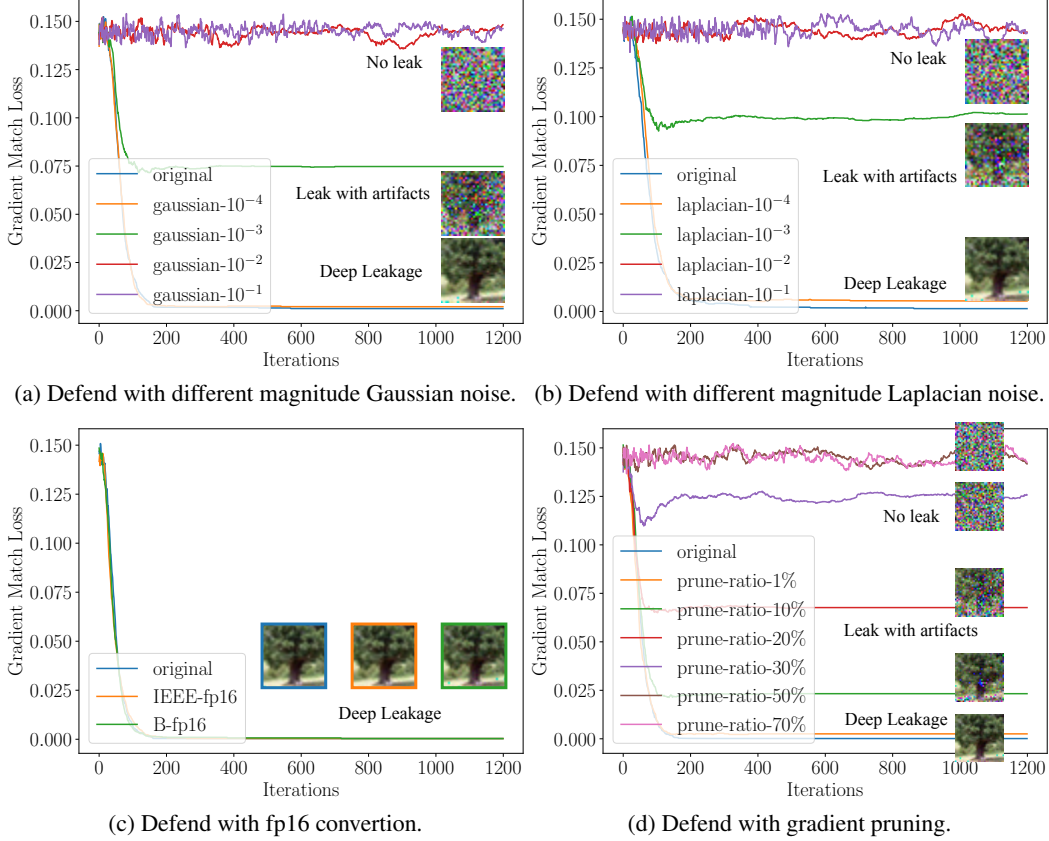 0.150
0.125
0.100
0.075
0.050
0.025
0.000
Gradient Match Loss
No leak
Leak with artifacts
Deep Leakage
original
gaussian-10⁻⁴
gaussian-10⁻³
gaussian-10⁻²
gaussian-10⁻¹
0 200 400 600 800 1000 1200
Iterations
(a) Defend with different magnitude Gaussian noise.
0.150
0.125
0.100
0.075
0.050
0.025
0.000
Gradient Match Loss
No leak
Leak with artifacts
Deep Leakage
original
laplacian-10⁻⁴
laplacian-10⁻³
laplacian-10⁻²
laplacian-10⁻¹
0 200 400 600 800 1000 1200
Iterations
(b) Defend with different magnitude Laplacian noise.
0.150
0.125
0.100
0.075
0.050
0.025
0.000
Gradient Match Loss
Deep Leakage
original
IEEE-fp16
B-fp16
0 200 400 600 800 1000 1200
Iterations
(c) Defend with fp16 convertion.
0.150
0.125
0.100
0.075
0.050
0.025
0.000
Gradient Match Loss
No leak
Leak with artifacts
Deep Leakage
original
prune-ratio-1%
prune-ratio-10%
prune-ratio-20%
prune-ratio-30%
prune-ratio-50%
prune-ratio-70%
0 200 400 600 800 1000 1200
Iterations
(d) Defend with gradient pruning.